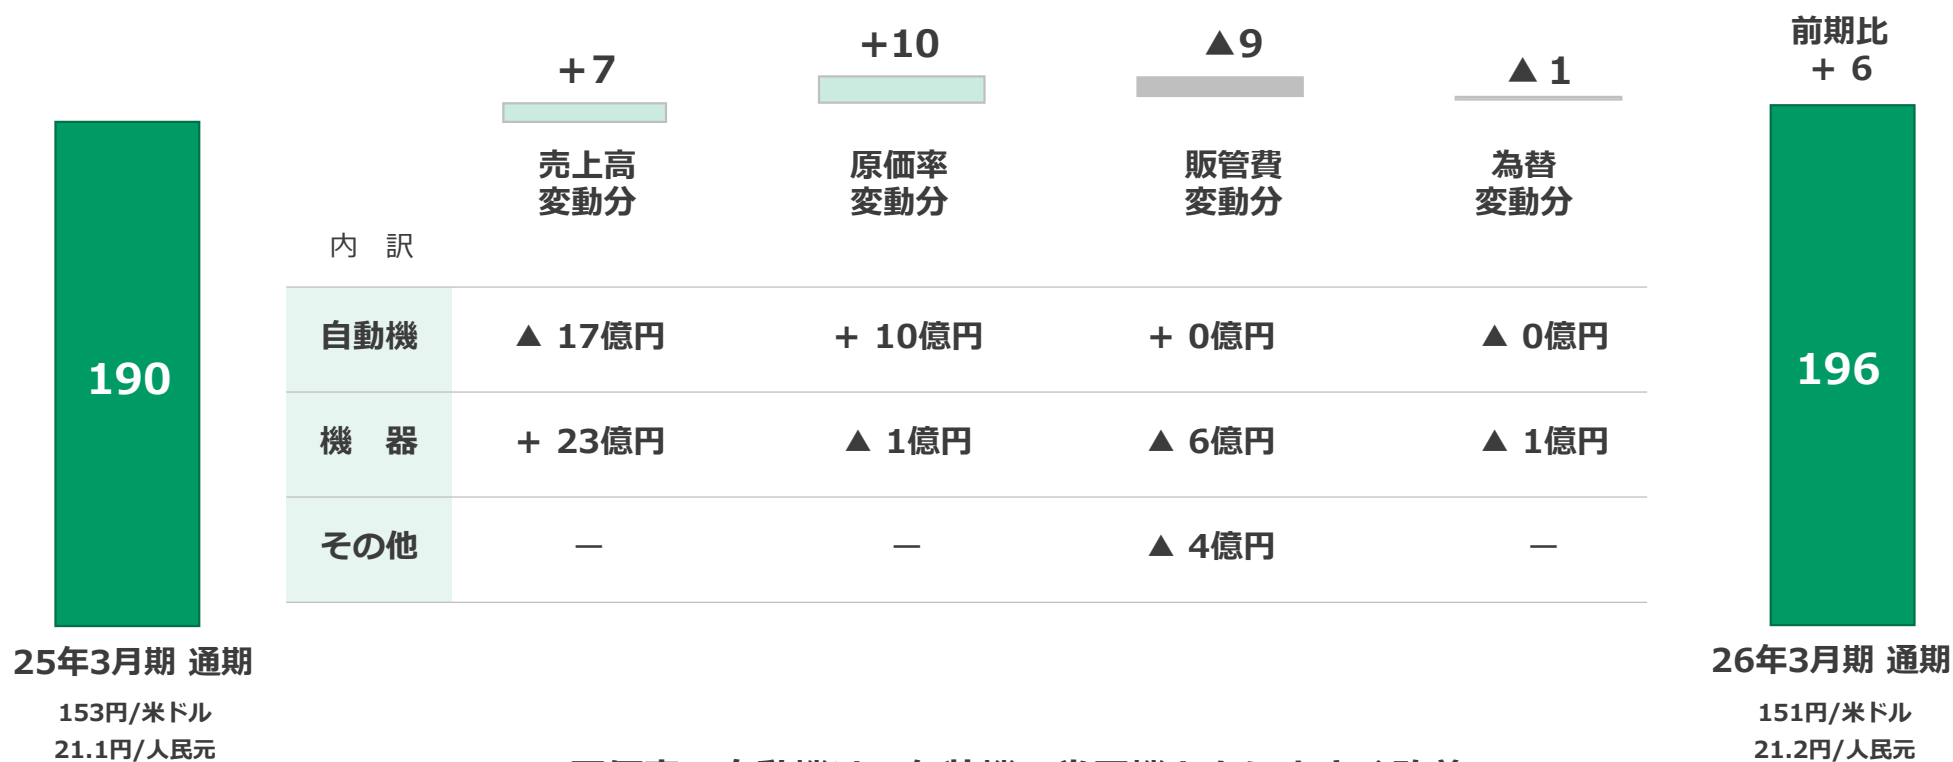 +7
+10
▲9
▲ 1
前期比
+ 6
売上高
変動分
原価率
変動分
販管費
変動分
為替
変動分
内 訳
自動機 ▲ 17億円 + 10億円 + 0億円 ▲ 0億円
機 器 + 23億円 ▲ 1億円 ▲ 6億円 ▲ 1億円
その他 － － ▲ 4億円 －
190
196
25年3月期 通期
153円/米ドル
21.1円/人民元
26年3月期 通期
151円/米ドル
21.2円/人民元